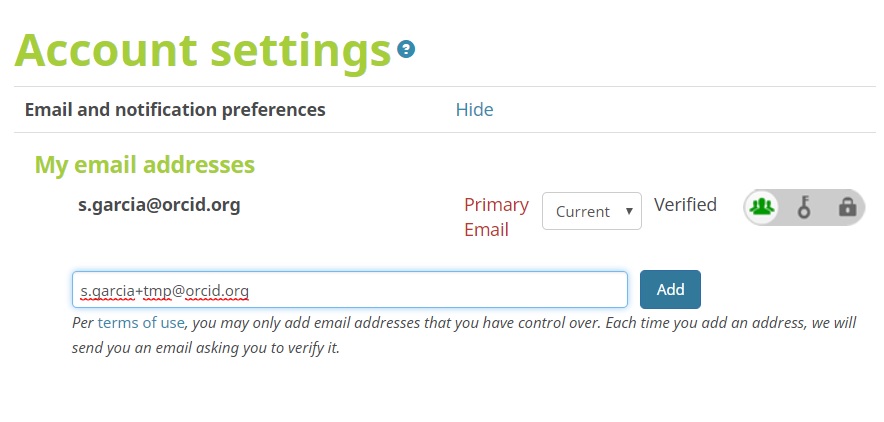 Account settings ?
Email and notification preferences Hide
My email addresses
s.garcia@orcid.org Primary Email Current Verified
s.garcia+tmp@orcid.org Add
Per terms of use, you may only add email addresses that you have control over. Each time you add an address, we will
send you an email asking you to verify it.